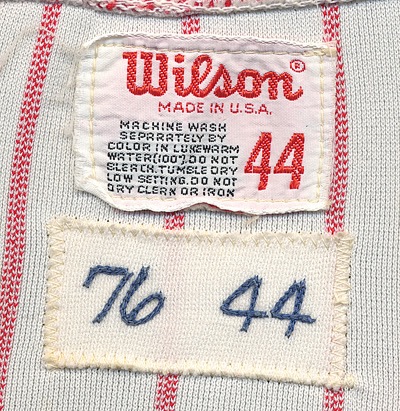 Wilson®
MADE IN U.S.A.
MACHINE WASH
SEPARATELY BY
COLOR IN LUKEWARM
WATER(100°).DO NOT
BLEACH.TUMBLE DRY
LOW SETTING.DO NOT
DRY CLEAN OR IRON
44
76 44